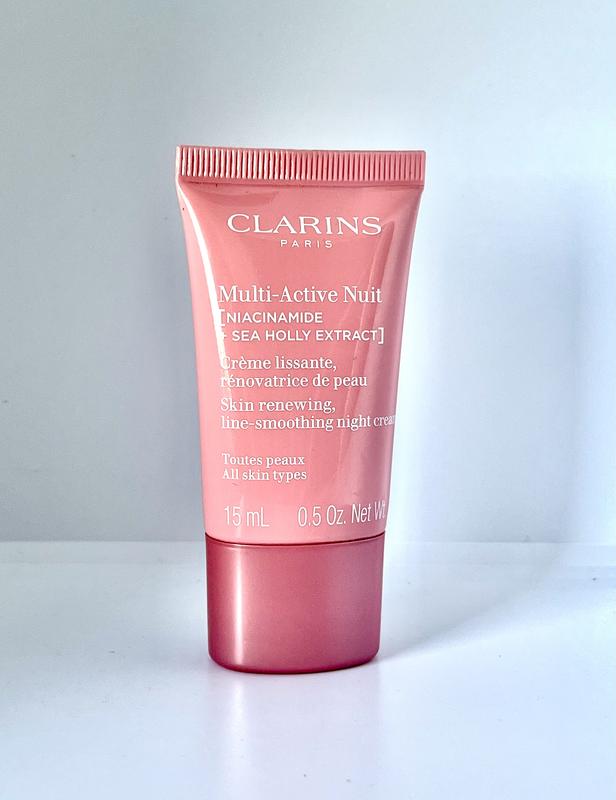 CLARINS
PARIS
Multi-Active Nuit
[NIACINAMIDE
+ SEA HOLLY EXTRACT]
Crème lissante,
rénovatrice de peau
Skin renewing,
line-smoothing night cream
Toutes peaux
All skin types
15 mL 0.5 Oz. Net Wt